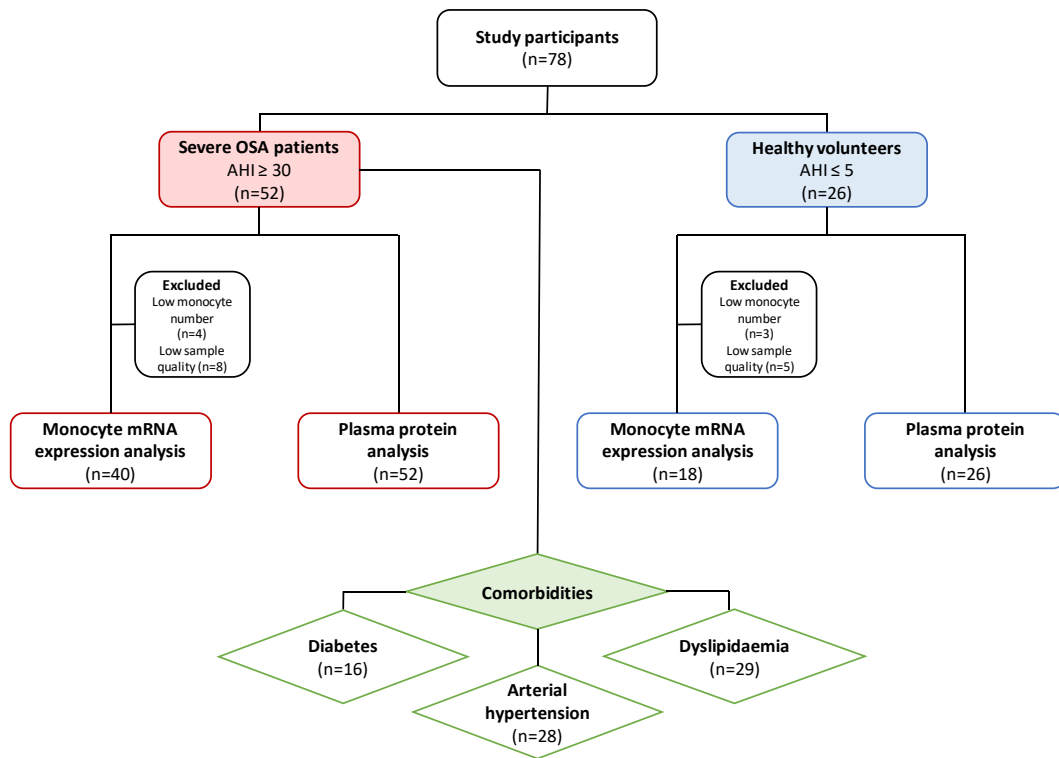 Study participants
(n=78)
Severe OSA patients
AHI ≥ 30
(n=52)
Healthy volunteers
AHI ≤ 5
(n=26)
Excluded
Low monocyte
number
(n=4)
Low sample
quality (n=8)
Excluded
Low monocyte
number
(n=3)
Low sample
quality (n=5)
Monocyte mRNA
expression analysis
(n=40)
Plasma protein
analysis
(n=52)
Monocyte mRNA
expression analysis
(n=18)
Plasma protein
analysis
(n=26)
Comorbidities
Diabetes
(n=16)
Arterial
hypertension
(n=28)
Dyslipidaemia
(n=29)